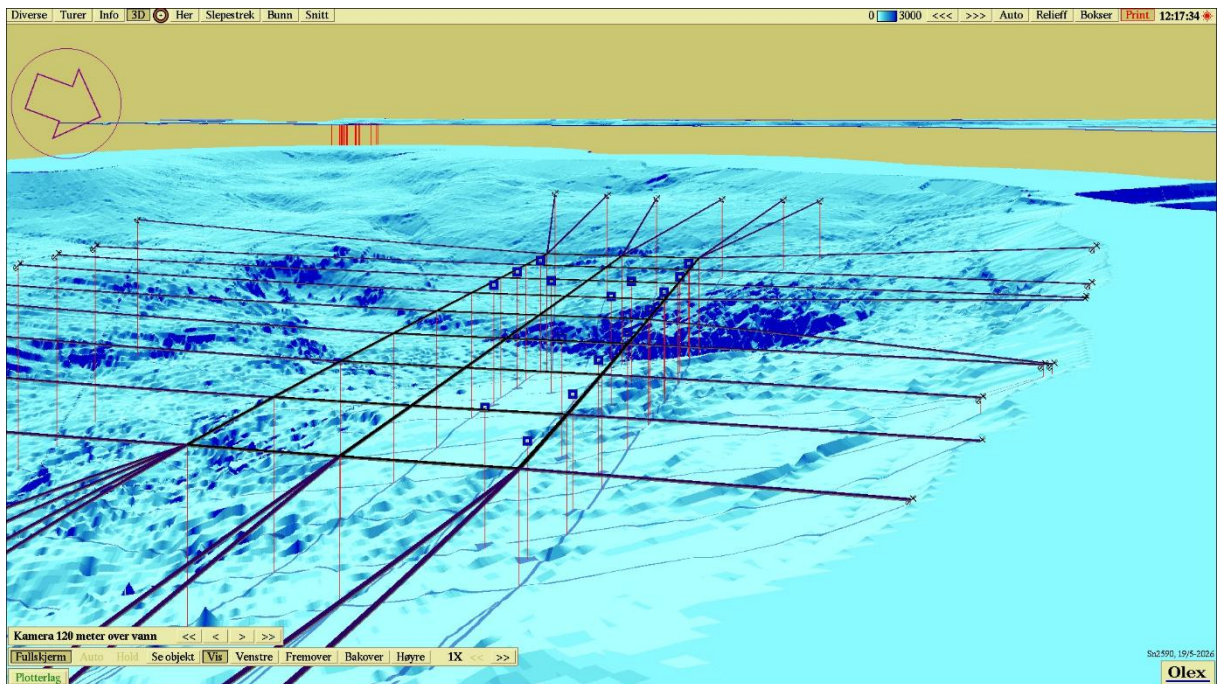 Diverse Turer Info 3D Her Slepestrek Bunn Snitt 0 3000 <<< >>> Auto Relieff Bokser Print 12:17:34
Kamera 120 meter over vann << < > >>
Fullskjerm Auto Hold Se objekt Vis Venstre Fremover Bakover Høyre 1X << >>
Sn2590, 19/5-2026
Plotterlag
Olex